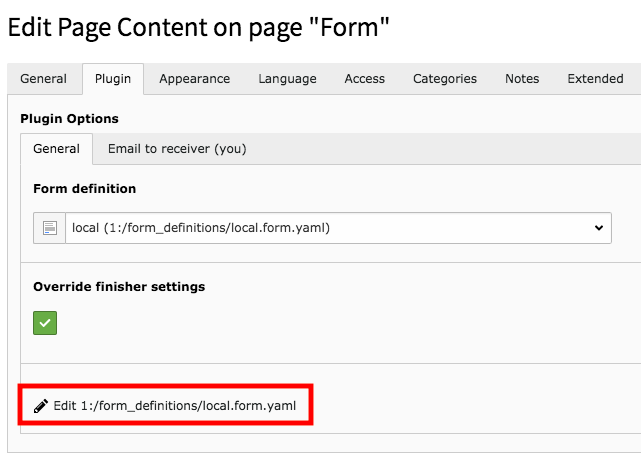 Edit Page Content on page "Form"
General Plugin Appearance Language Access Categories Notes Extended
Plugin Options
General Email to receiver (you)
Form definition
local (1:/form_definitions/local.form.yaml)
Override finisher settings
Edit 1:/form_definitions/local.form.yaml